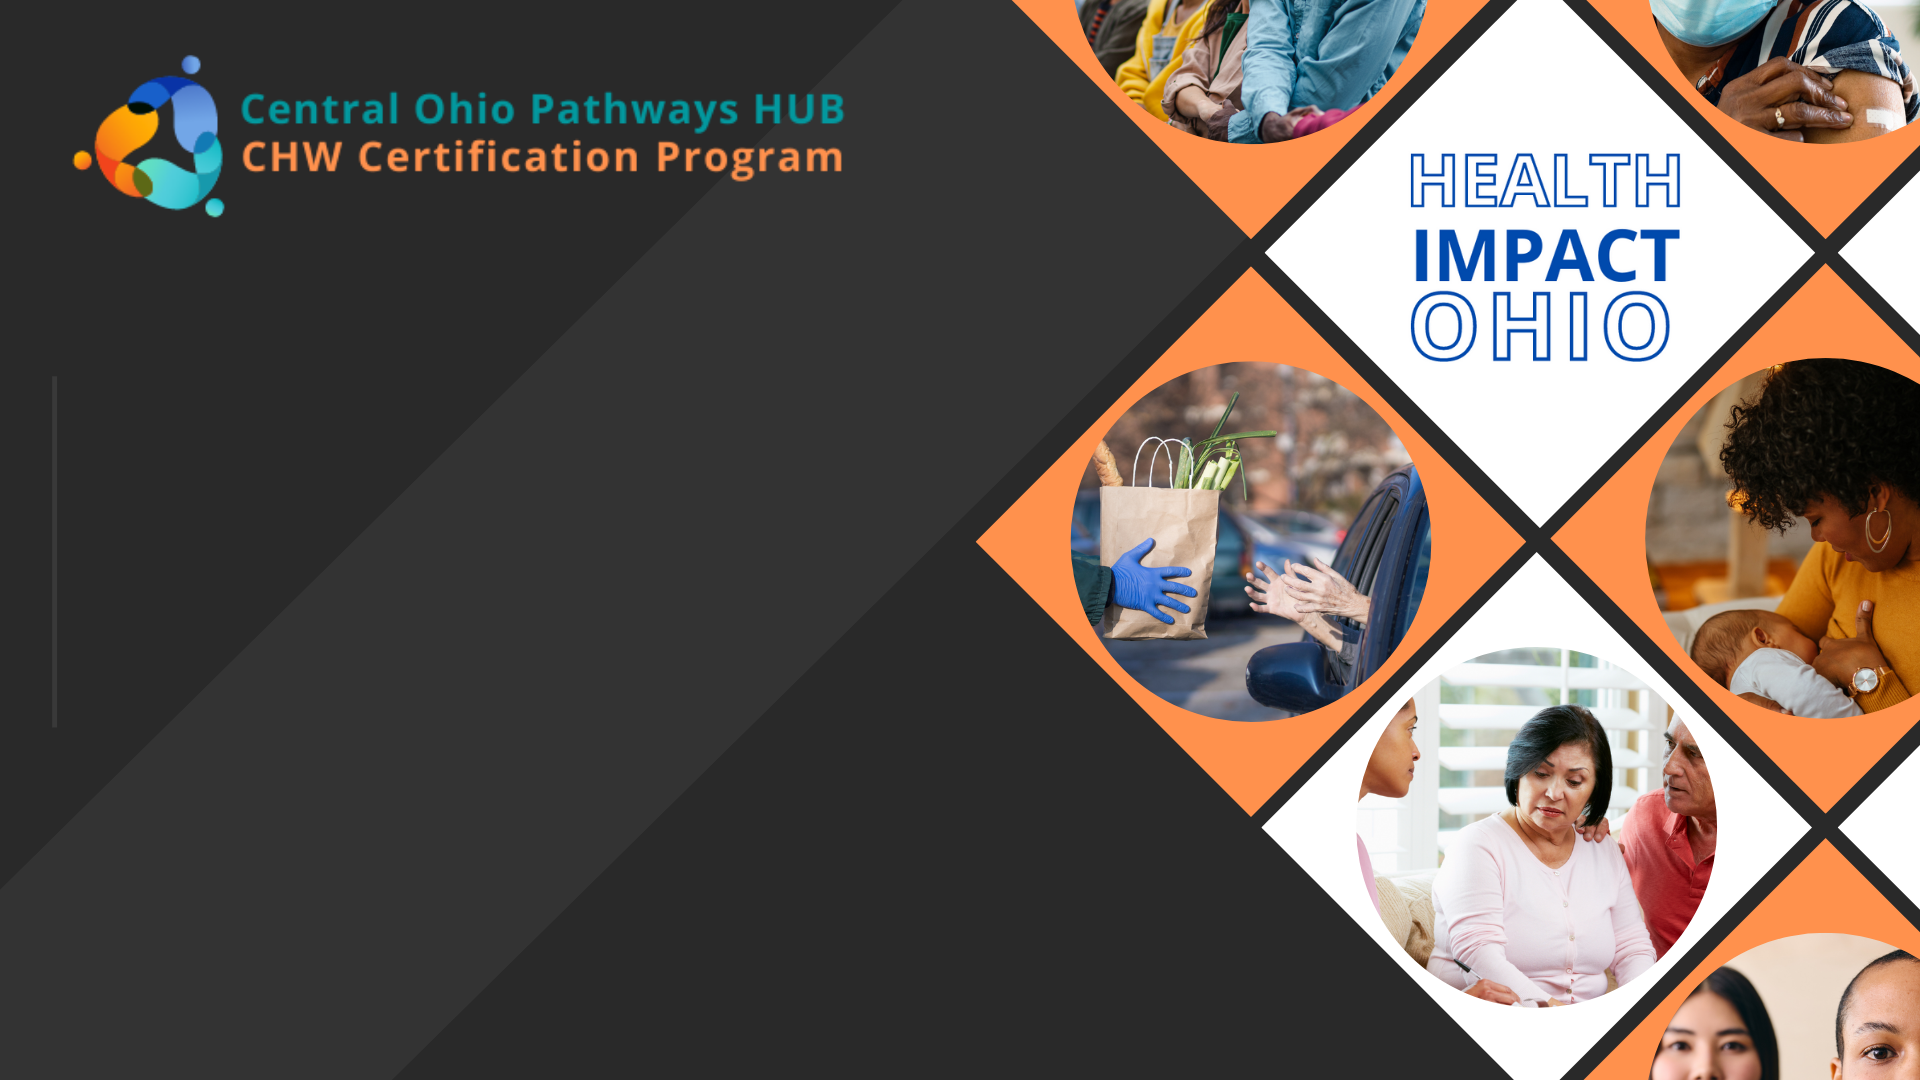 Central Ohio Pathways HUB
CHW Certification Program
HEALTH
IMPACT
OHIO